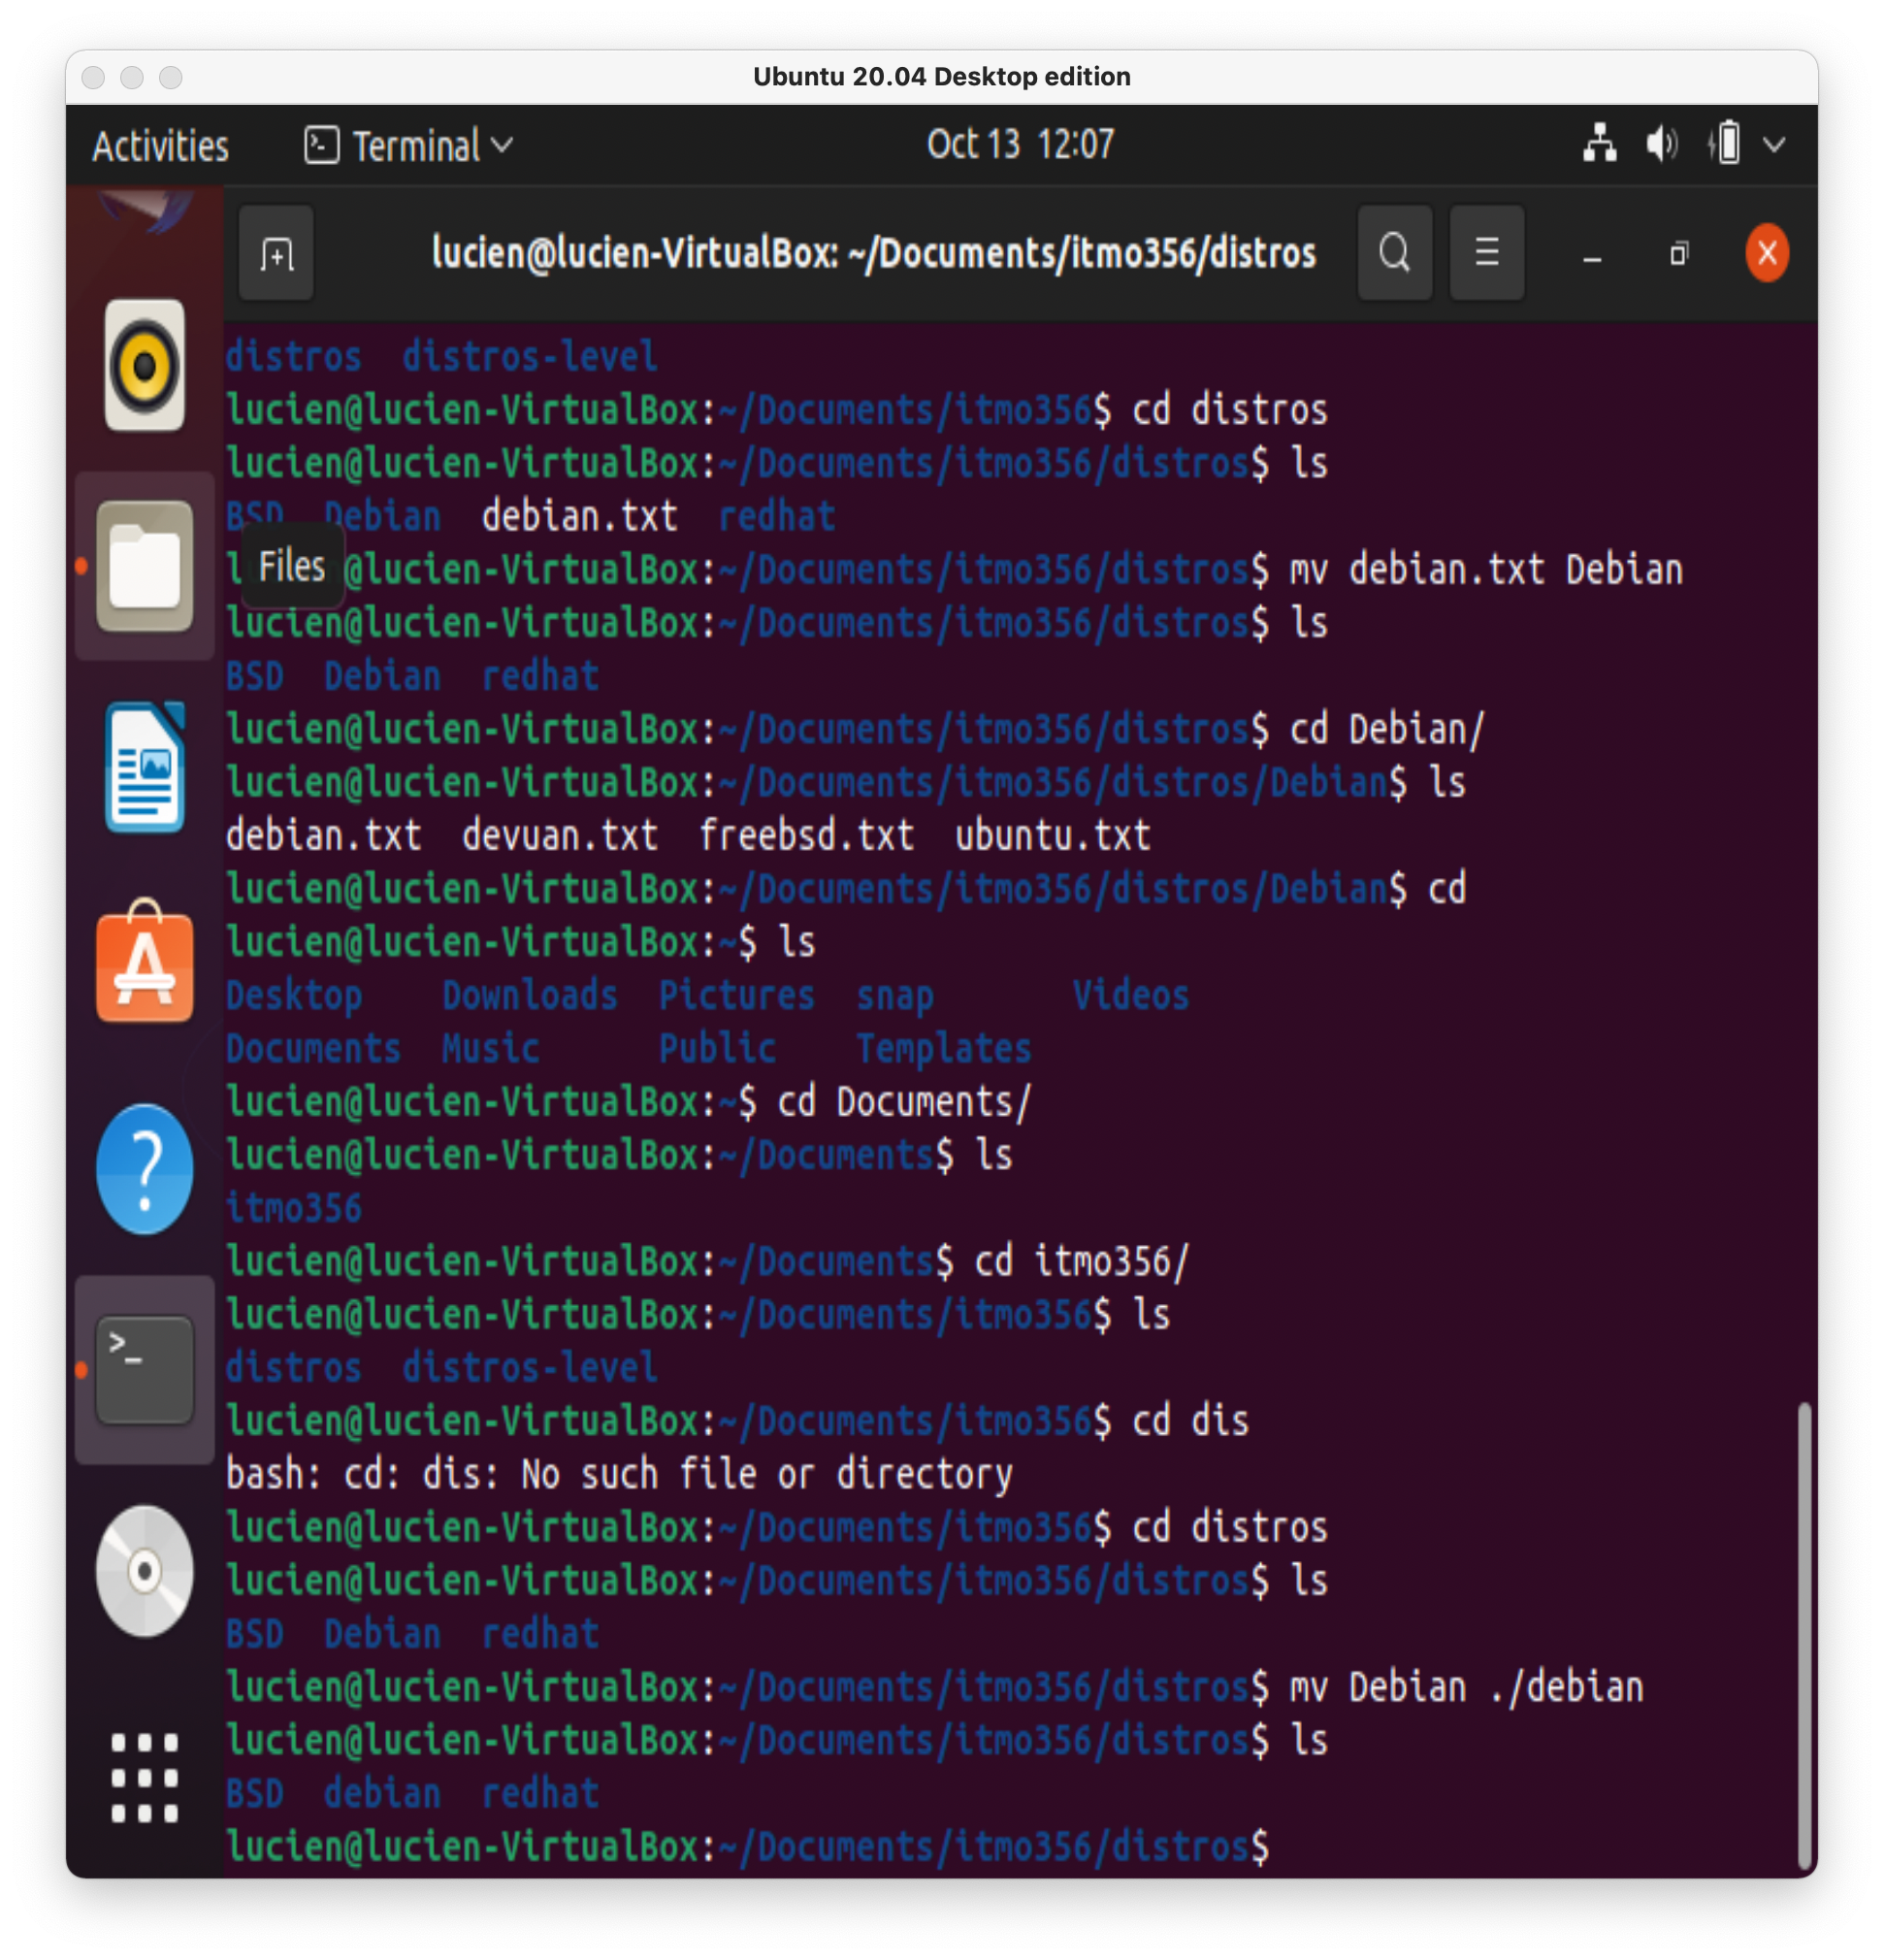 Ubuntu 20.04 Desktop edition
Activities Terminal Oct 13 12:07
lucien@lucien-VirtualBox: ~/Documents/itmo356/distros
distros distros-level
lucien@lucien-VirtualBox:~/Documents/itmo356$ cd distros
lucien@lucien-VirtualBox:~/Documents/itmo356/distros$ ls
BSD Debian debian.txt redhat
Files
l @lucien-VirtualBox:~/Documents/itmo356/distros$ mv debian.txt Debian
lucien@lucien-VirtualBox:~/Documents/itmo356/distros$ ls
BSD Debian redhat
lucien@lucien-VirtualBox:~/Documents/itmo356/distros$ cd Debian/
lucien@lucien-VirtualBox:~/Documents/itmo356/distros/Debian$ ls
debian.txt devuan.txt freebsd.txt ubuntu.txt
lucien@lucien-VirtualBox:~/Documents/itmo356/distros/Debian$ cd
lucien@lucien-VirtualBox:~$ ls
Desktop Downloads Pictures snap Videos
Documents Music Public Templates
lucien@lucien-VirtualBox:~$ cd Documents/
lucien@lucien-VirtualBox:~/Documents$ ls
itmo356
lucien@lucien-VirtualBox:~/Documents$ cd itmo356/
lucien@lucien-VirtualBox:~/Documents/itmo356$ ls
distros distros-level
lucien@lucien-VirtualBox:~/Documents/itmo356$ cd dis
bash: cd: dis: No such file or directory
lucien@lucien-VirtualBox:~/Documents/itmo356$ cd distros
lucien@lucien-VirtualBox:~/Documents/itmo356/distros$ ls
BSD Debian redhat
lucien@lucien-VirtualBox:~/Documents/itmo356/distros$ mv Debian ./debian
lucien@lucien-VirtualBox:~/Documents/itmo356/distros$ ls
BSD debian redhat
lucien@lucien-VirtualBox:~/Documents/itmo356/distros$